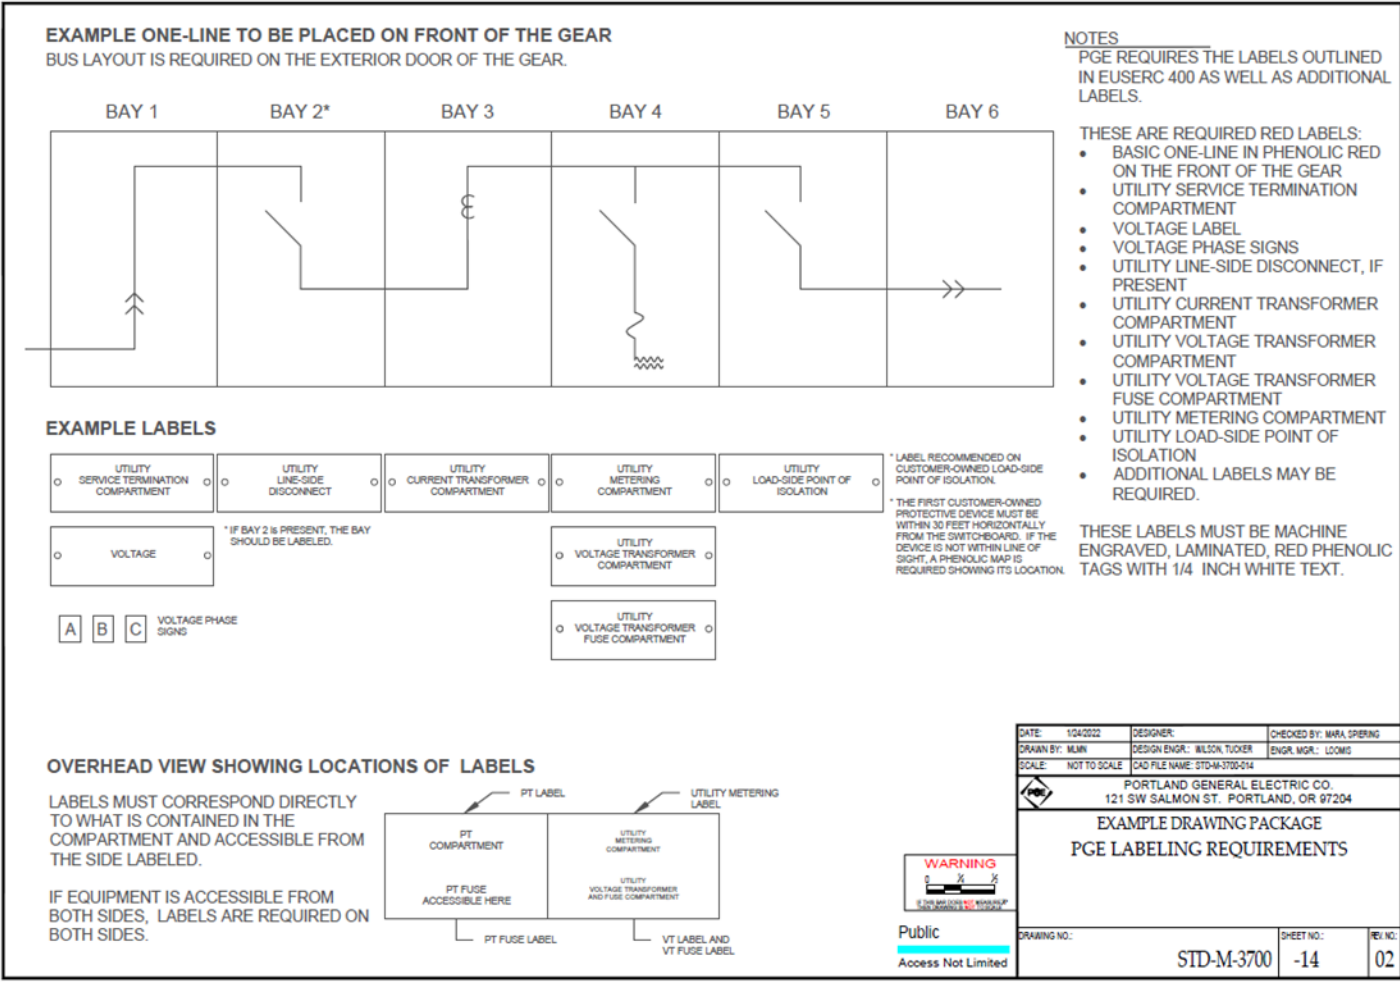 EXAMPLE ONE-LINE TO BE PLACED ON FRONT OF THE GEAR
BUS LAYOUT IS REQUIRED ON THE EXTERIOR DOOR OF THE GEAR.
BAY 1
BAY 2*
BAY 3
BAY 4
BAY 5
BAY 6
NOTES
PGE REQUIRES THE LABELS OUTLINED
IN EUSERC 400 AS WELL AS ADDITIONAL
LABELS.
THESE ARE REQUIRED RED LABELS:
• BASIC ONE-LINE IN PHENOLIC RED
ON THE FRONT OF THE GEAR
• UTILITY SERVICE TERMINATION
COMPARTMENT
• VOLTAGE LABEL
• VOLTAGE PHASE SIGNS
• UTILITY LINE-SIDE DISCONNECT, IF
PRESENT
• UTILITY CURRENT TRANSFORMER
COMPARTMENT
• UTILITY VOLTAGE TRANSFORMER
COMPARTMENT
• UTILITY VOLTAGE TRANSFORMER
FUSE COMPARTMENT
• UTILITY METERING COMPARTMENT
• UTILITY LOAD-SIDE POINT OF
ISOLATION
• ADDITIONAL LABELS MAY BE
REQUIRED.
THESE LABELS MUST BE MACHINE
ENGRAVED, LAMINATED, RED PHENOLIC
TAGS WITH 1/4 INCH WHITE TEXT.
EXAMPLE LABELS
UTILITY
SERVICE TERMINATION
COMPARTMENT
UTILITY
LINE-SIDE
DISCONNECT
UTILITY
CURRENT TRANSFORMER
COMPARTMENT
UTILITY
METERING
COMPARTMENT
UTILITY
LOAD-SIDE POINT OF
ISOLATION
* LABEL RECOMMENDED ON
CUSTOMER-OWNED LOAD-SIDE
POINT OF ISOLATION.
* THE FIRST CUSTOMER-OWNED
PROTECTIVE DEVICE MUST BE
WITHIN 30 FEET HORIZONTALLY
FROM THE SWITCHBOARD. IF THE
DEVICE IS NOT WITHIN LINE OF
SIGHT, A PHENOLIC MAP IS
REQUIRED SHOWING ITS LOCATION.
VOLTAGE
* IF BAY 2 is PRESENT, THE BAY
SHOULD BE LABELED.
UTILITY
VOLTAGE TRANSFORMER
COMPARTMENT
A B C
VOLTAGE PHASE
SIGNS
UTILITY
VOLTAGE TRANSFORMER
FUSE COMPARTMENT
OVERHEAD VIEW SHOWING LOCATIONS OF LABELS
LABELS MUST CORRESPOND DIRECTLY
TO WHAT IS CONTAINED IN THE
COMPARTMENT AND ACCESSIBLE FROM
THE SIDE LABELED.
IF EQUIPMENT IS ACCESSIBLE FROM
BOTH SIDES, LABELS ARE REQUIRED ON
BOTH SIDES.
PT LABEL
UTILITY METERING
LABEL
PT
COMPARTMENT
UTILITY
METERING
COMPARTMENT
PT FUSE
ACCESSIBLE HERE
UTILITY
VOLTAGE TRANSFORMER
AND FUSE COMPARTMENT
PT FUSE LABEL
VT LABEL AND
VT FUSE LABEL
WARNING
0 ¼ ½
Public
Access Not Limited
DATE: 1/24/2022
DESIGNER:
CHECKED BY: MARA, SPIERING
DRAWN BY: MLMN
DESIGN ENGR.: WILSON, TUCKER
ENGR. MGR.: LOOMIS
SCALE: NOT TO SCALE
CAD FILE NAME: STD-M-3700-014
PGE
PORTLAND GENERAL ELECTRIC CO.
121 SW SALMON ST. PORTLAND, OR 97204
EXAMPLE DRAWING PACKAGE
PGE LABELING REQUIREMENTS
DRAWING NO.:
STD-M-3700
SHEET NO.:
-14
REV. NO.:
02